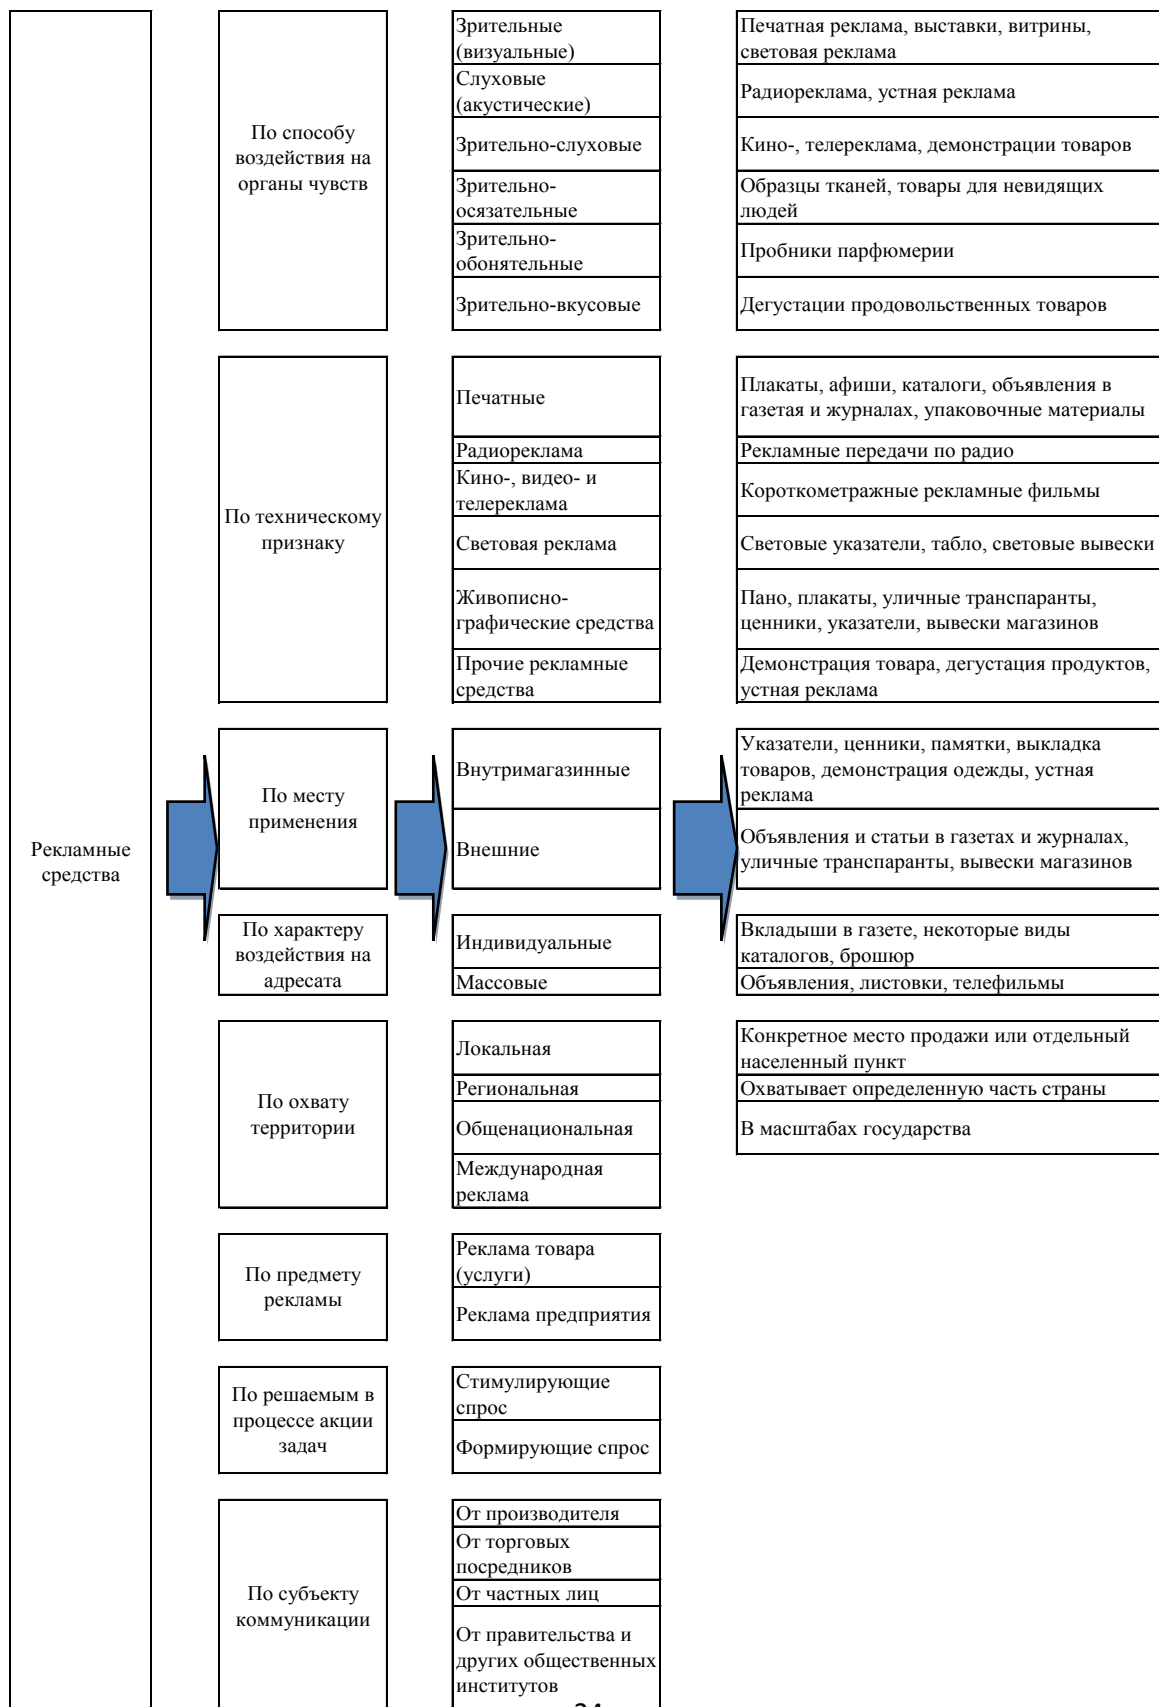 Рекламные
средства
По способу
воздействия на
органы чувств
Зрительные
(визуальные)
Печатная реклама, выставки, витрины,
световая реклама
Слуховые
(акустические)
Радиореклама, устная реклама
Зрительно-слуховые
Кино-, телереклама, демонстрации товаров
Зрительно-
осязательные
Образцы тканей, товары для невидящих
людей
Зрительно-
обонятельные
Пробники парфюмерии
Зрительно-вкусовые
Дегустации продовольственных товаров
По техническому
признаку
Печатные
Плакаты, афиши, каталоги, объявления в
газетая и журналах, упаковочные материалы
Радиореклама
Рекламные передачи по радио
Кино-, видео- и
телереклама
Короткометражные рекламные фильмы
Световая реклама
Световые указатели, табло, световые вывески
Живописно-
графические средства
Пано, плакаты, уличные транспаранты,
ценники, указатели, вывески магазинов
Прочие рекламные
средства
Демонстрация товара, дегустация продуктов,
устная реклама
По месту
применения
Внутримагазинные
Указатели, ценники, памятки, выкладка
товаров, демонстрация одежды, устная
реклама
Внешние
Объявления и статьи в газетах и журналах,
уличные транспаранты, вывески магазинов
По характеру
воздействия на
адресата
Индивидуальные
Вкладыши в газете, некоторые виды
каталогов, брошюр
Массовые
Объявления, листовки, телефильмы
По охвату
территории
Локальная
Конкретное место продажи или отдельный
населенный пункт
Региональная
Охватывает определенную часть страны
Общенациональная
В масштабах государства
Международная
реклама
По предмету
рекламы
Реклама товара
(услуги)
Реклама предприятия
По решаемым в
процессе акции
задач
Стимулирующие
спрос
Формирующие спрос
По субъекту
коммуникации
От производителя
От торговых
посредников
От частных лиц
От правительства и
других общественных
институтов